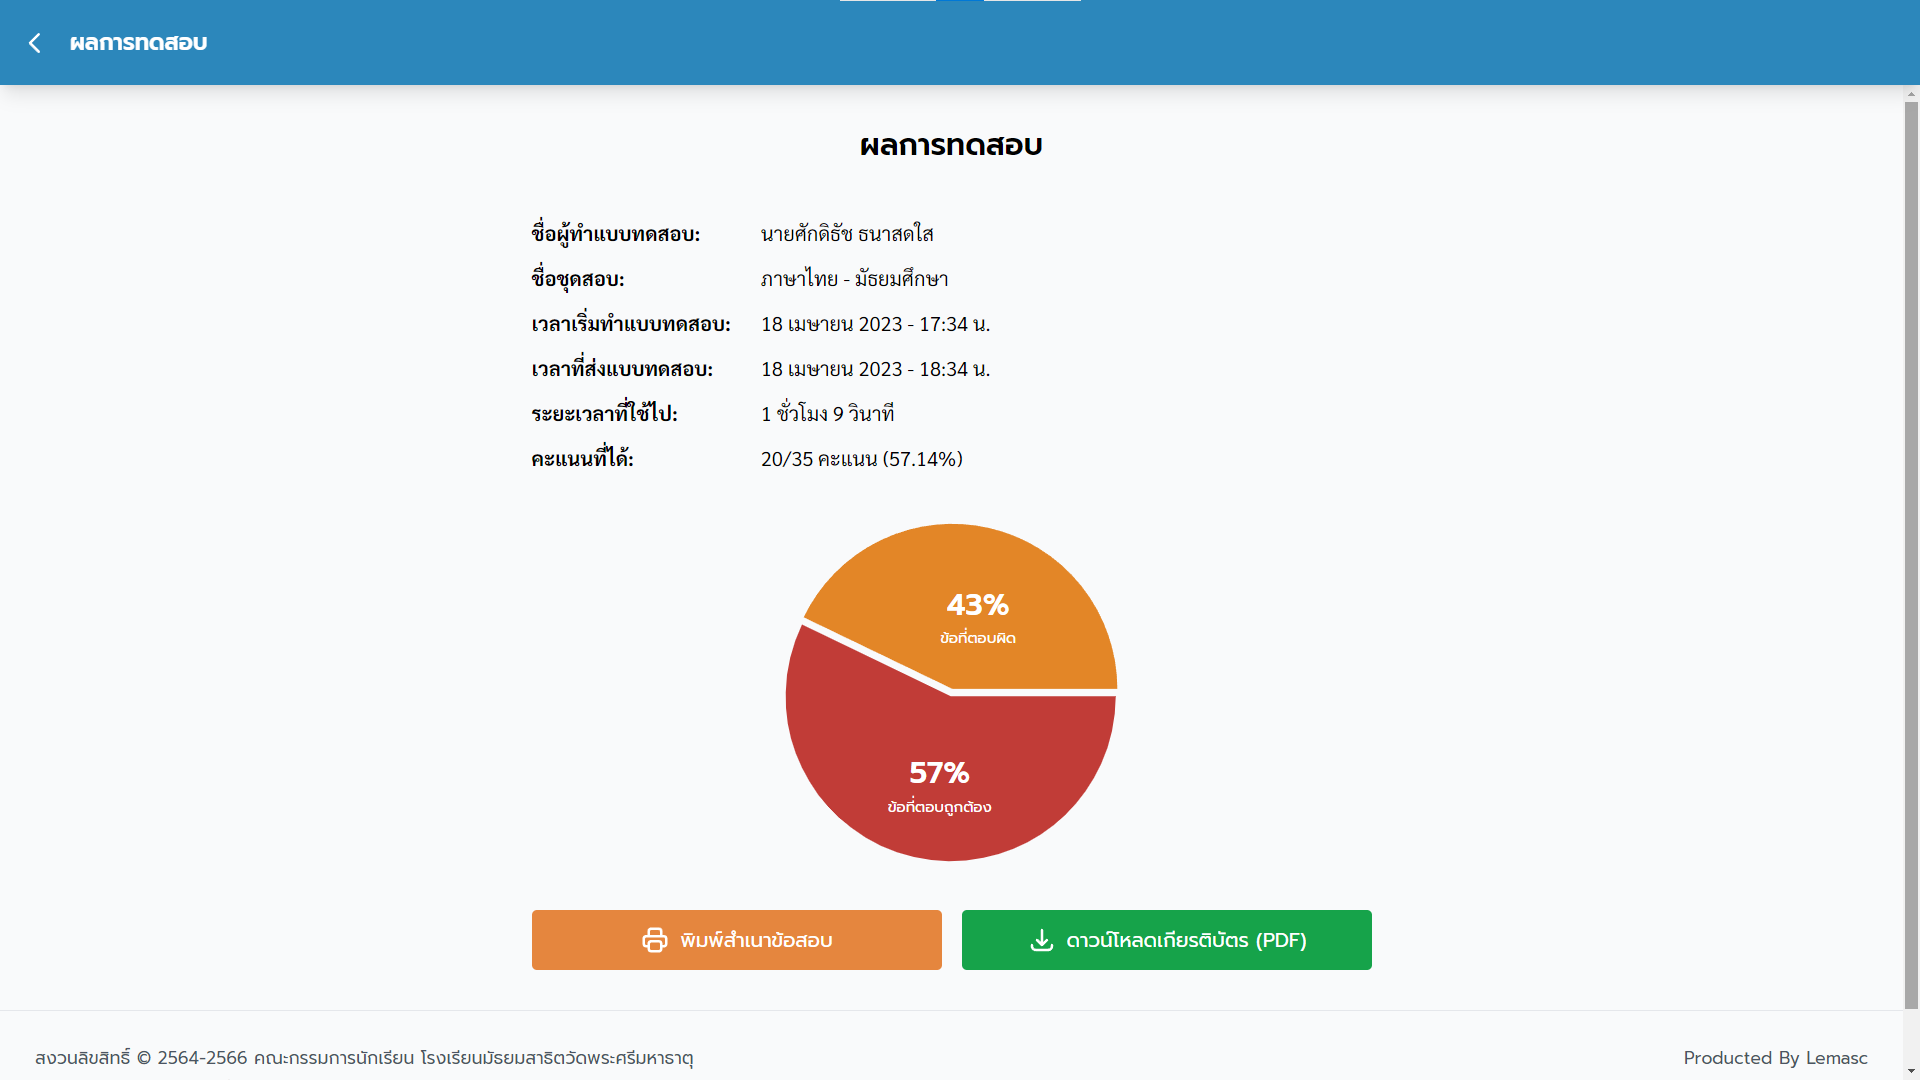 ผลการทดสอบ
ผลการทดสอบ
ชื่อผู้ทำแบบทดสอบ: นายศักดิธัช ธนาสดใส
ชื่อชุดสอบ: ภาษาไทย - มัธยมศึกษา
เวลาเริ่มทำแบบทดสอบ: 18 เมษายน 2023 - 17:34 น.
เวลาที่ส่งแบบทดสอบ: 18 เมษายน 2023 - 18:34 น.
ระยะเวลาที่ใช้ไป: 1 ชั่วโมง 9 วินาที
คะแนนที่ได้: 20/35 คะแนน (57.14%)
43%
ข้อที่ตอบผิด
57%
ข้อที่ตอบถูกต้อง
พิมพ์สำเนาข้อสอบ
ดาวน์โหลดเกียรติบัตร (PDF)
สงวนลิขสิทธิ์ © 2564-2566 คณะกรรมการนักเรียน โรงเรียนมัธยมสาธิตวัดพระศรีมหาธาตุ
Producted By Lemasc